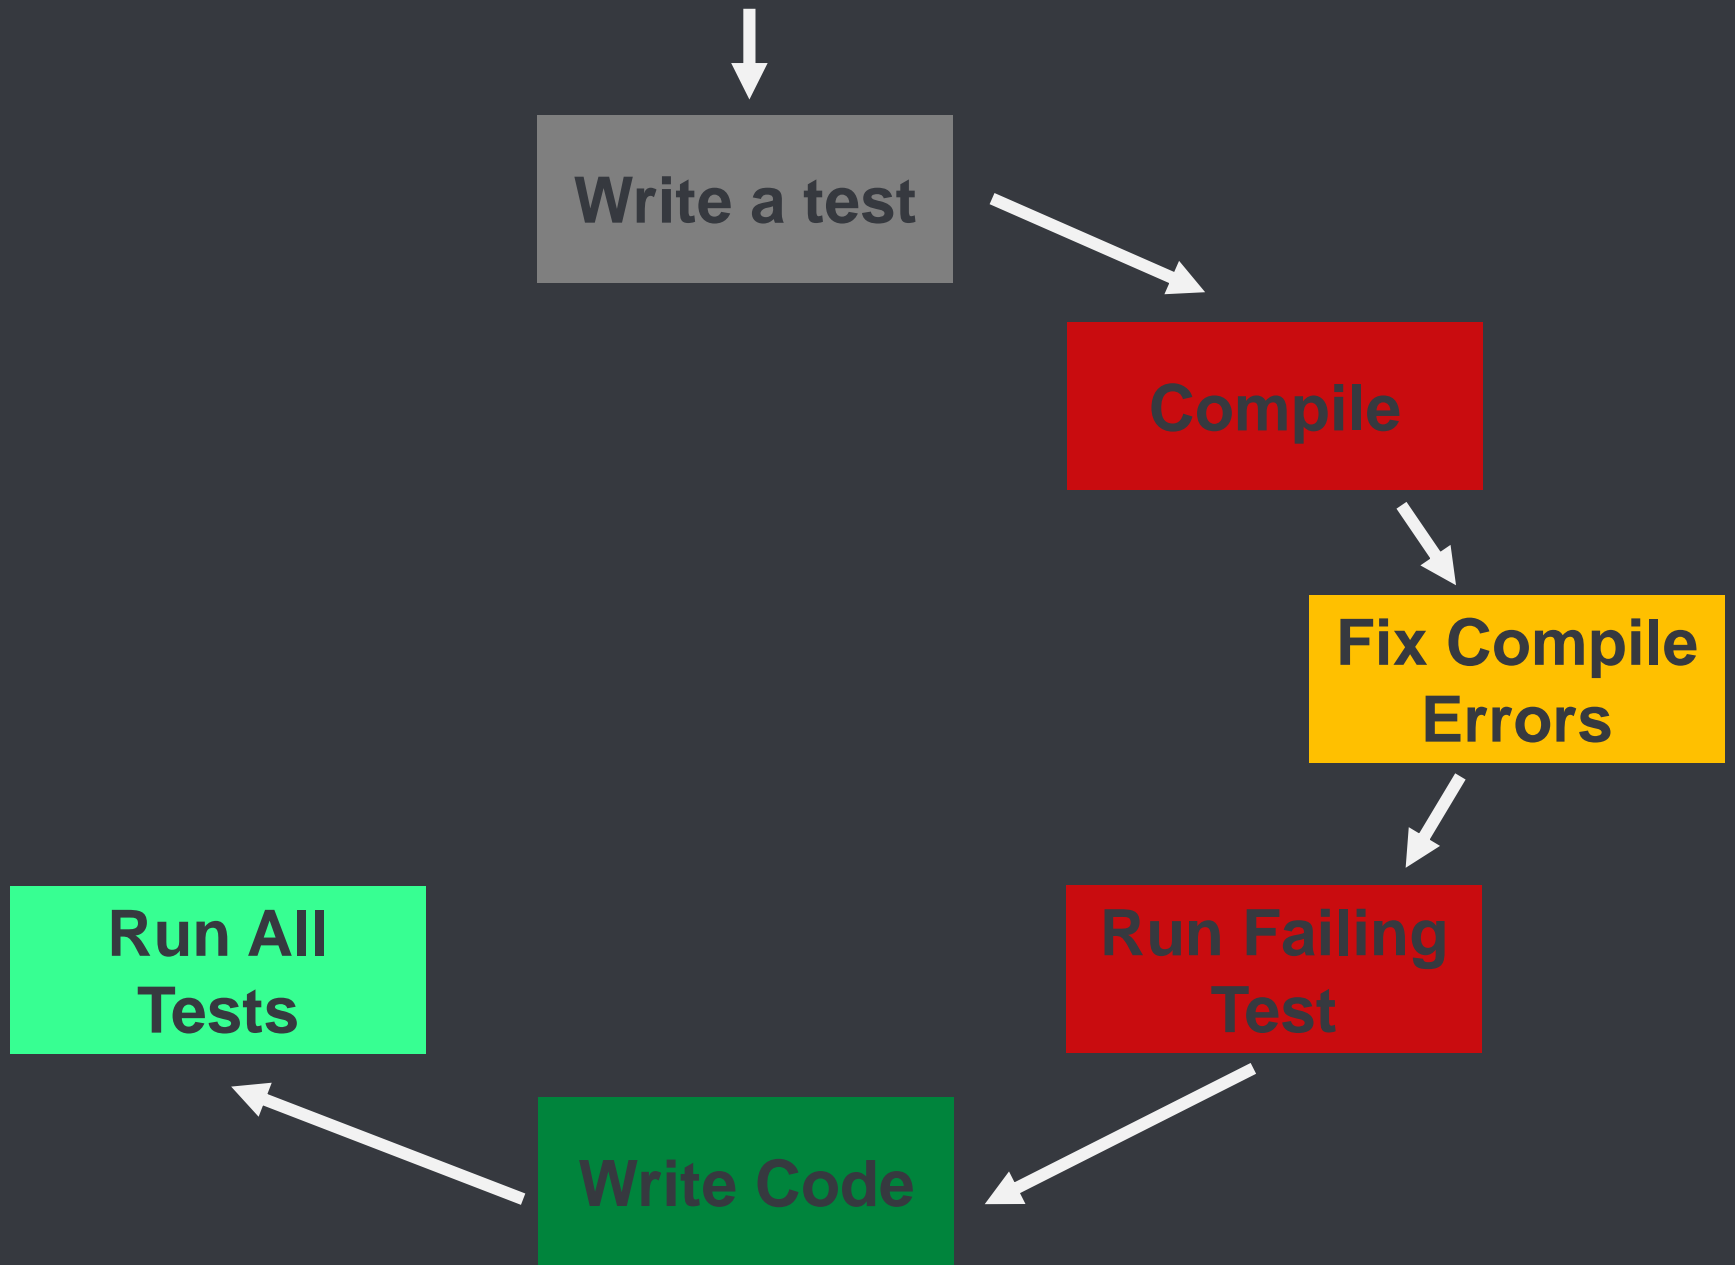 Write a test
Compile
Fix Compile
Errors
Run Failing
Test
Write Code
Run All
Tests